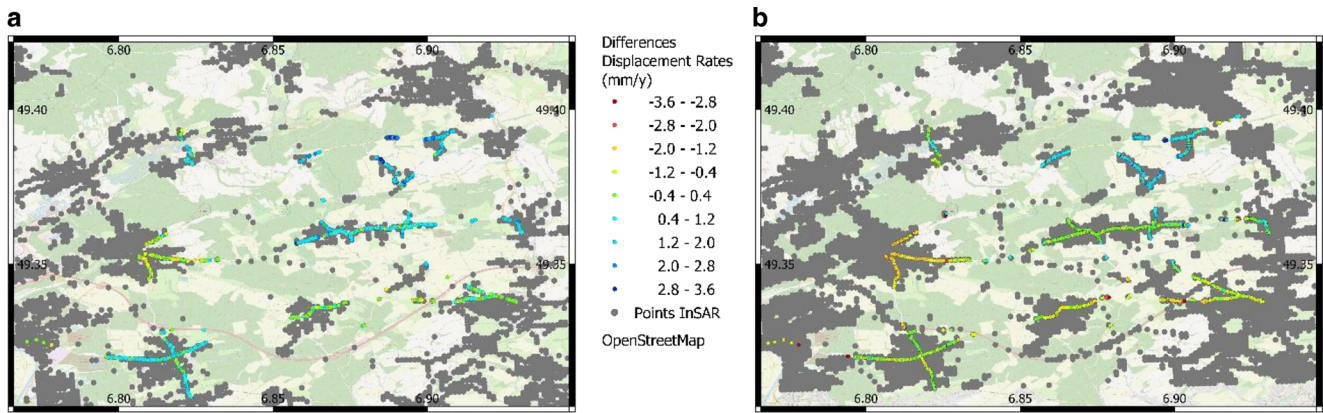 a
b
6.80 6.85 6.90
49.40 49.40
49.35 49.35
6.80 6.85 6.90
Differences
Displacement Rates
(mm/y)
-3.6 - -2.8
-2.8 - -2.0
-2.0 - -1.2
-1.2 - -0.4
-0.4 - 0.4
0.4 - 1.2
1.2 - 2.0
2.0 - 2.8
2.8 - 3.6
Points InSAR
OpenStreetMap
6.80 6.85 6.90
49.40 49.40
49.35 49.35
6.80 6.85 6.90